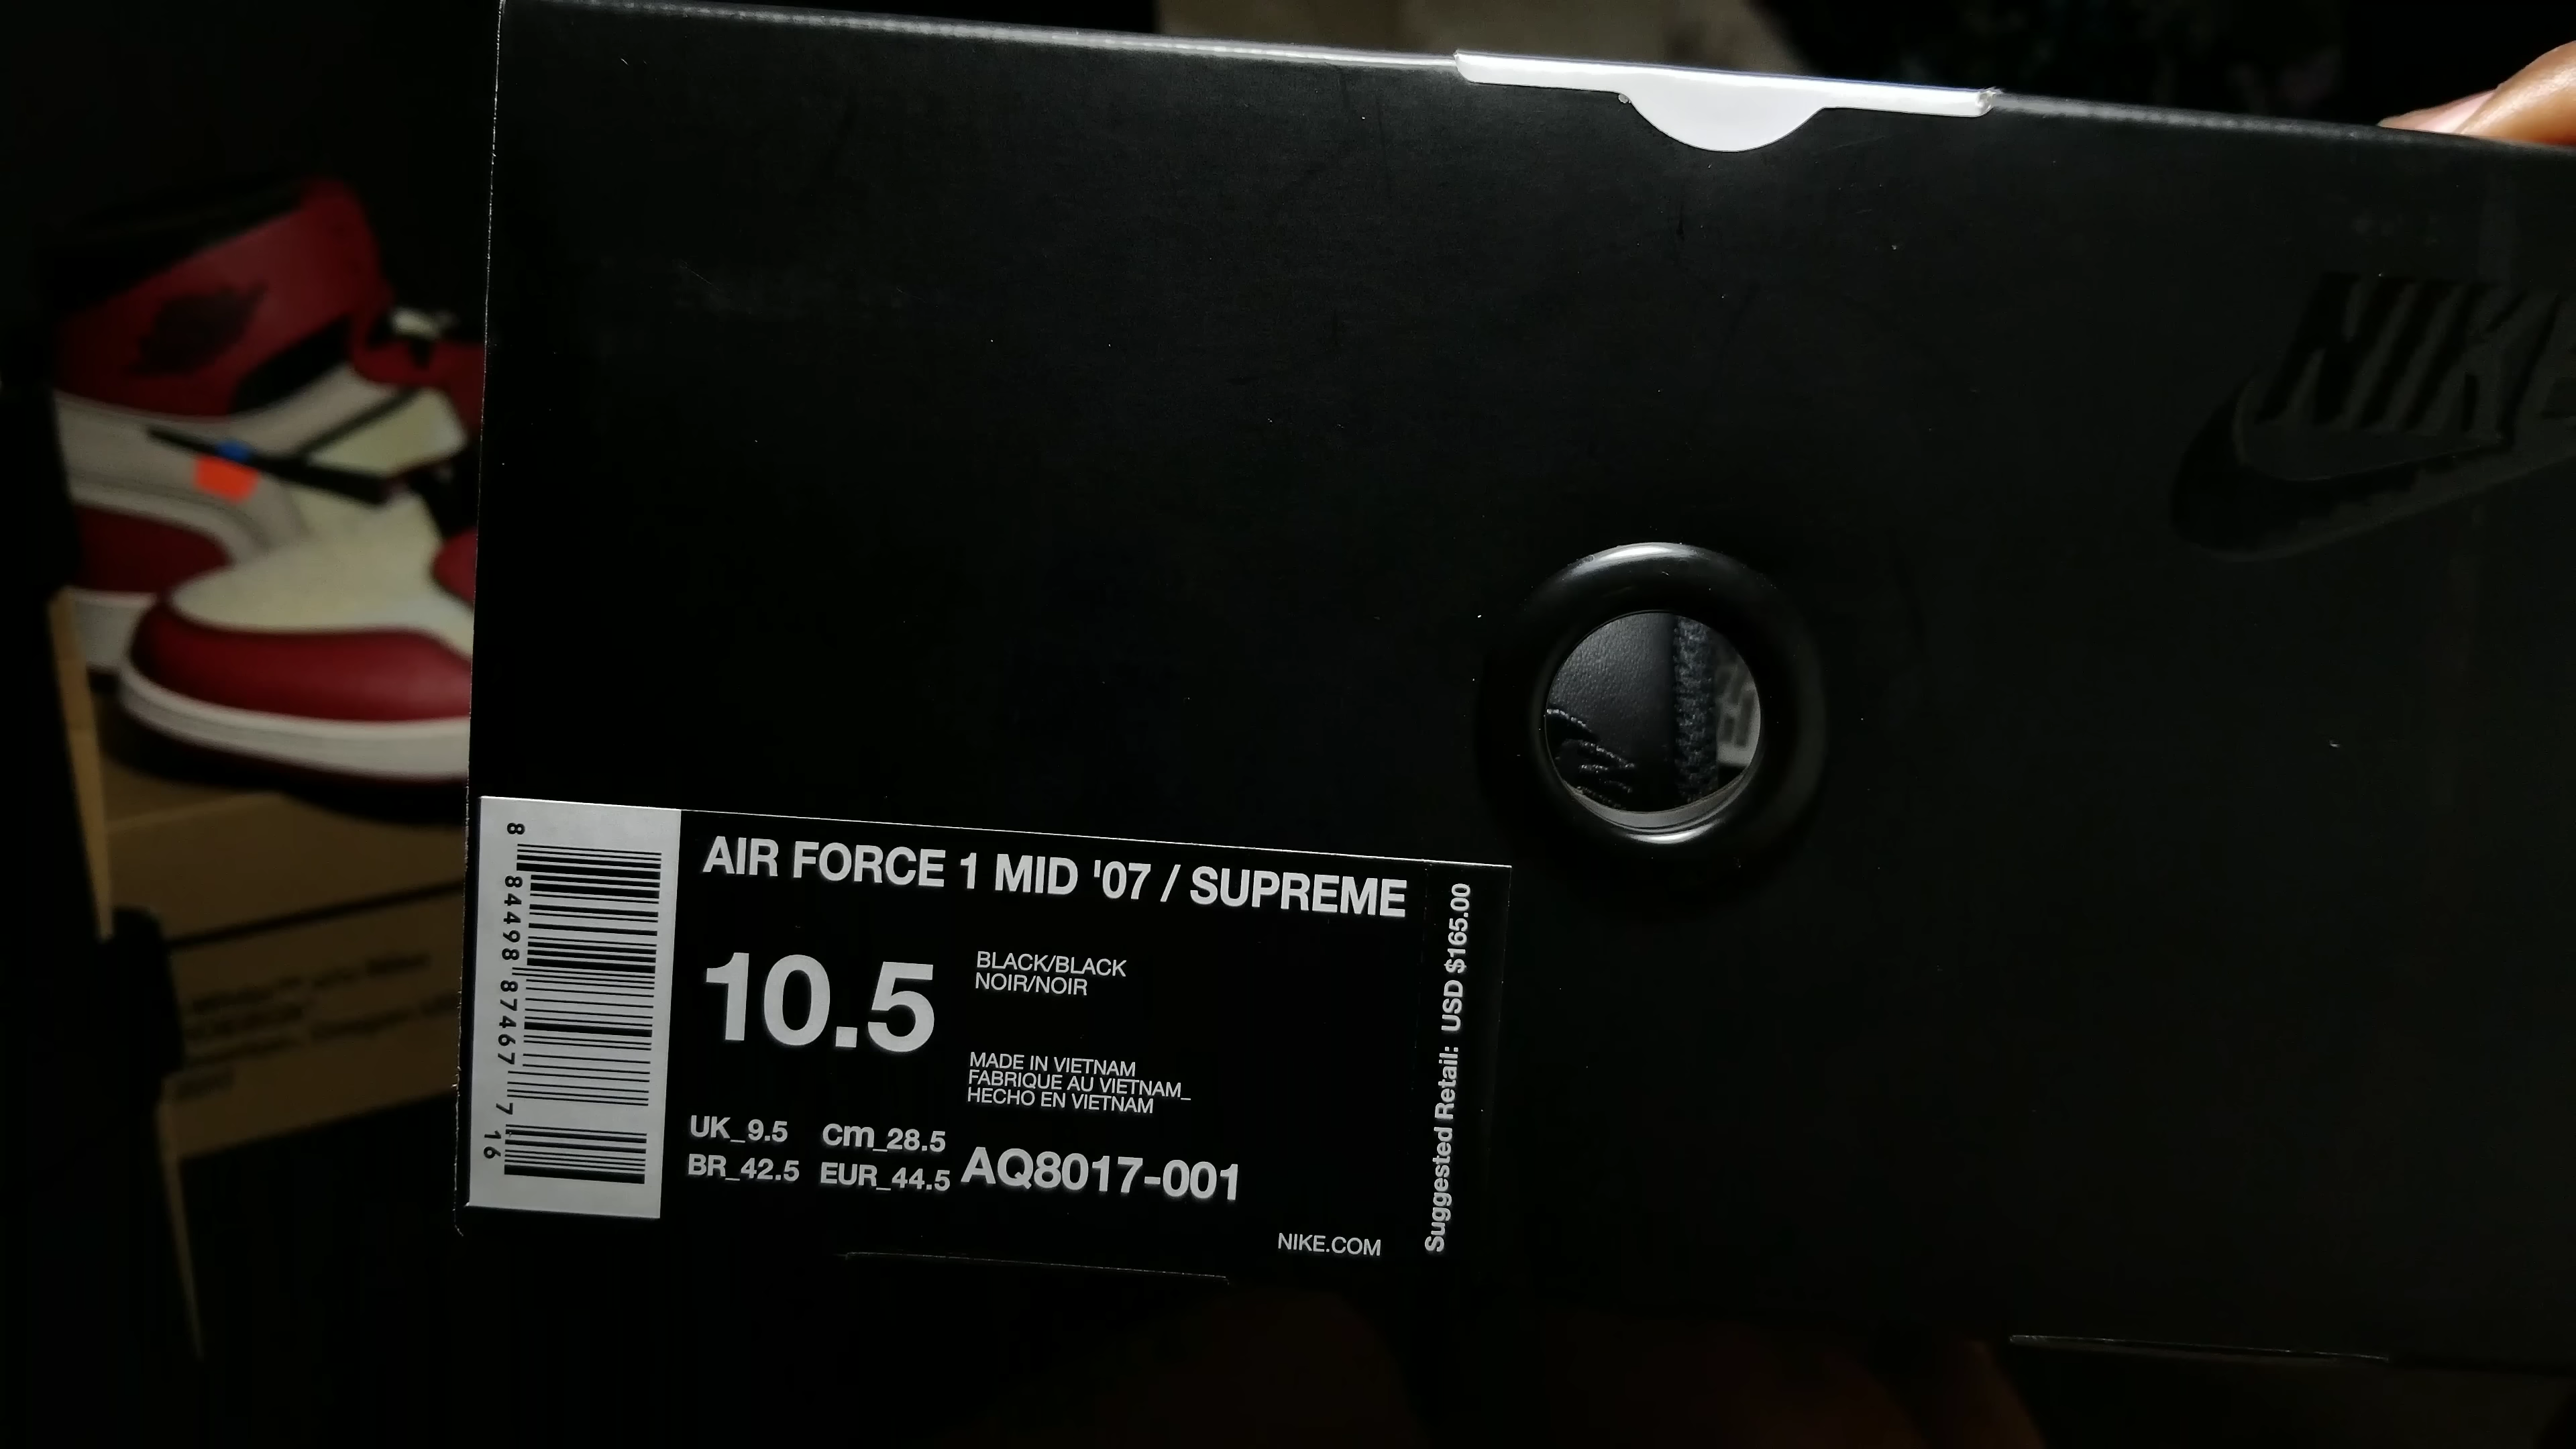 NIKE
AIR FORCE 1 MID '07 / SUPREME
10.5
BLACK/BLACK
NOIR/NOIR
MADE IN VIETNAM
FABRIQUE AU VIETNAM_
HECHO EN VIETNAM
UK_9.5 cm_28.5
BR_42.5 EUR_44.5 AQ8017-001
NIKE.COM
Suggested Retail: USD $165.00
8 84498 87467 7 16